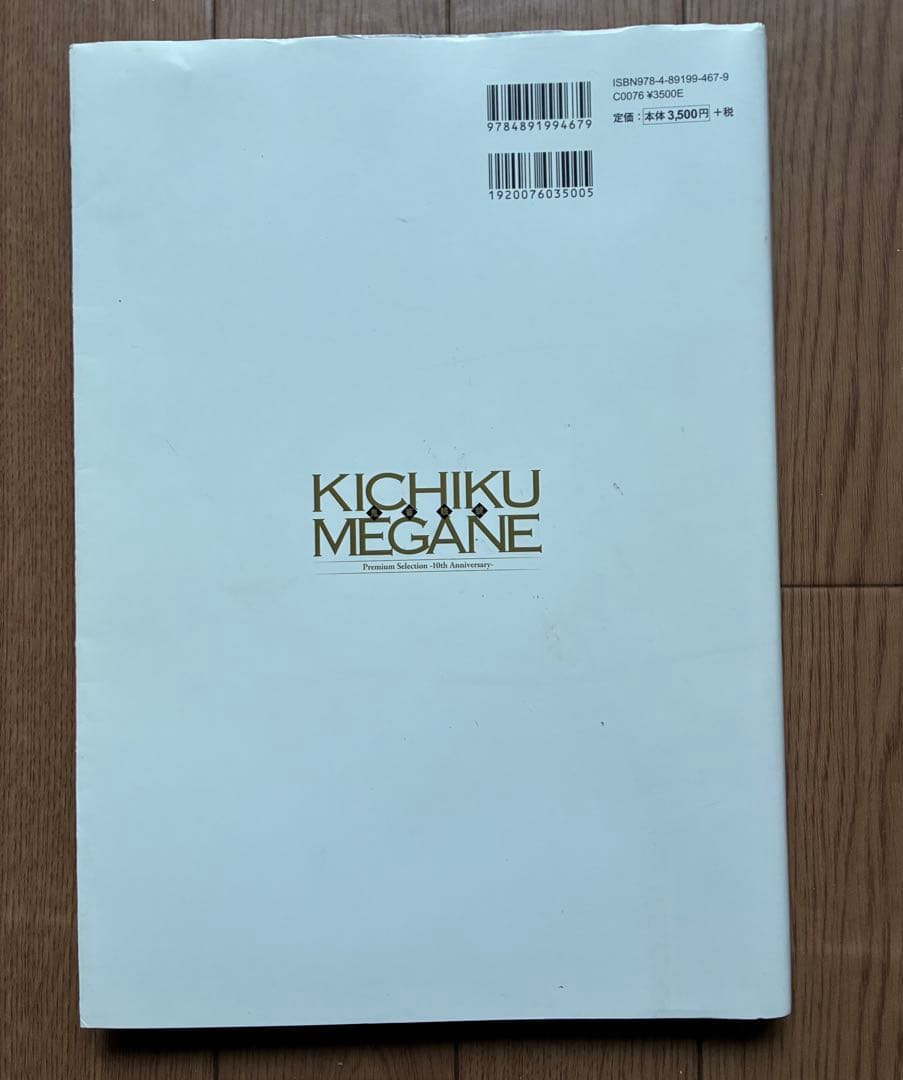 ISBN978-4-89199-467-9
C0076 ¥3500E
定価：本体3,500円＋税
9784891994679
1920076035005
KICHIKU
MEGANE
Premium Selection -10th Anniversary-